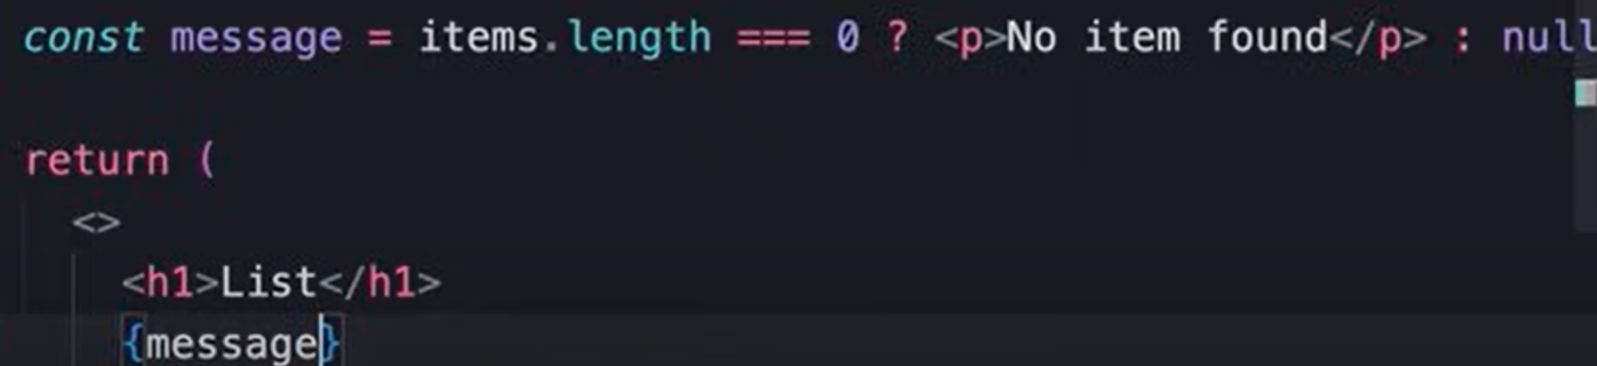 const message = items.length === 0 ? <p>No item found</p> : null
return (
<>
<h1>List</h1>
{message}